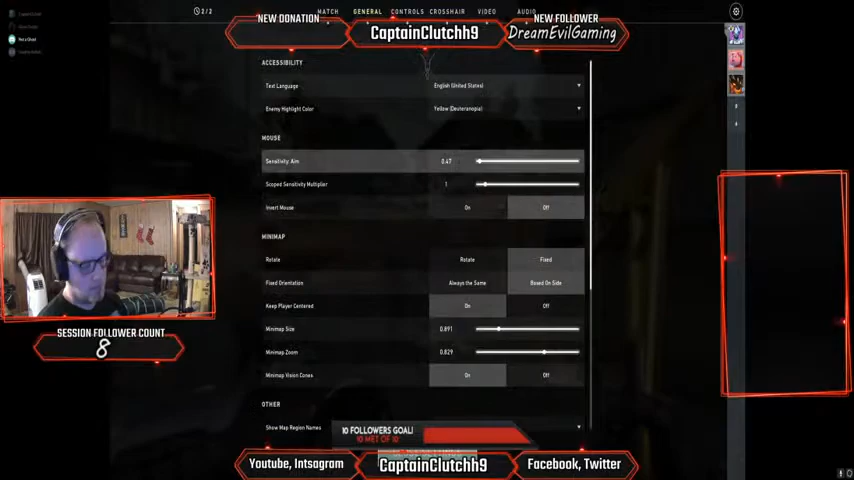 2 / 2
MATCH
GENERAL
CONTROLS
CROSSHAIR
VIDEO
AUDIO
NEW DONATION
NEW FOLLOWER
CaptainClutchh9
DreamEvilGaming
ACCESSIBILITY
Text Language
English (United States)
Enemy Highlight Color
Yellow (Deuteranopia)
MOUSE
Sensitivity: Aim
0.47
Scoped Sensitivity Multiplier
1
Invert Mouse
On
Off
MINIMAP
Rotate
Rotate
Fixed
Fixed Orientation
Always the Same
Based On Side
Keep Player Centered
On
Off
Minimap Size
0.891
Minimap Zoom
0.829
Minimap Vision Cones
On
Off
OTHER
Show Map Region Names
SESSION FOLLOWER COUNT
8
10 FOLLOWERS GOAL!
10 MET OF 10
Youtube, Intsagram
CaptainClutchh9
Facebook, Twitter